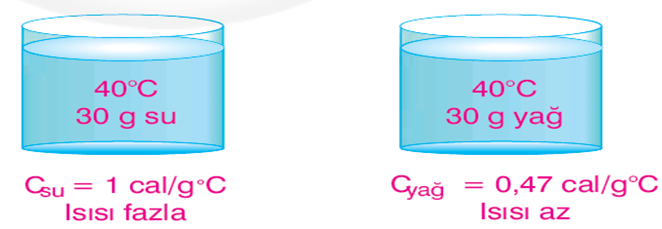 40°C
30 g su
Csu = 1 cal/g°C
Isısı fazla
40°C
30 g yağ
Cyağ = 0,47 cal/g°C
Isısı az